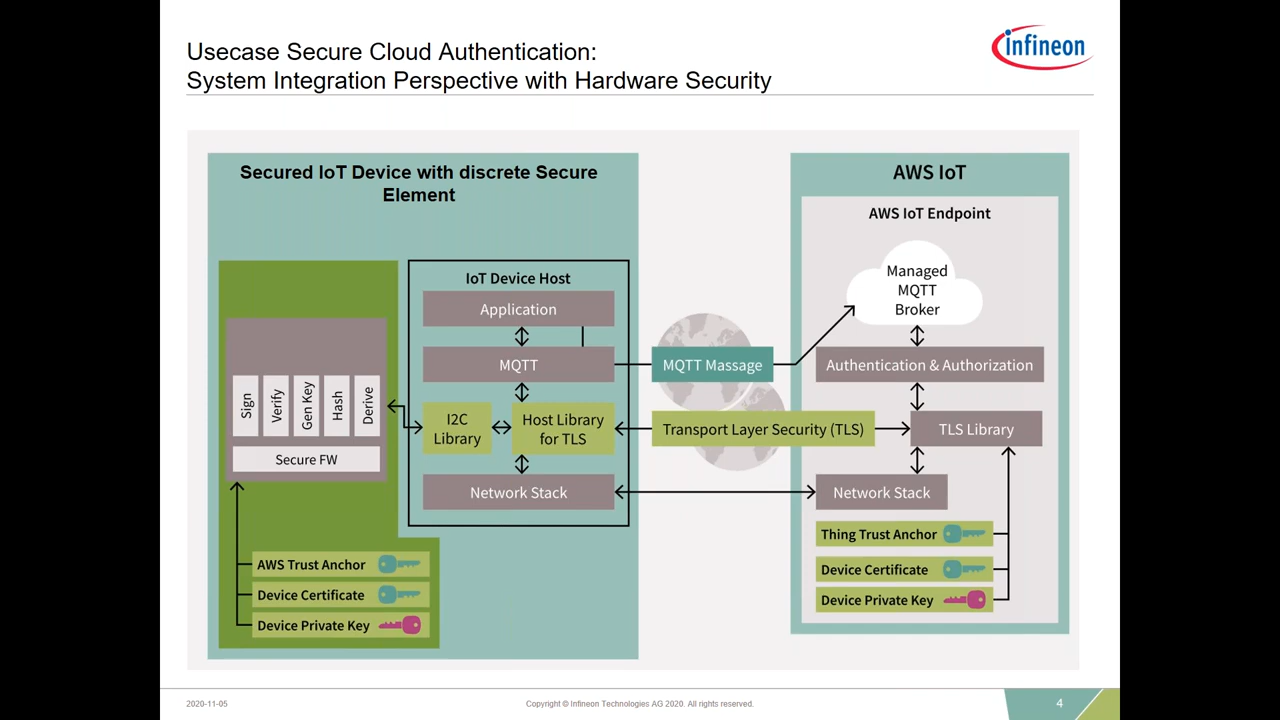 Usecase Secure Cloud Authentication:
System Integration Perspective with Hardware Security
infineon
Secured IoT Device with discrete Secure
Element
IoT Device Host
Application
MQTT
I2C
Library
Host Library
for TLS
Network Stack
Sign
Verify
Gen Key
Hash
Derive
Secure FW
AWS Trust Anchor
Device Certificate
Device Private Key
MQTT Massage
Transport Layer Security (TLS)
AWS IoT
AWS IoT Endpoint
Managed
MQTT
Broker
Authentication & Authorization
TLS Library
Network Stack
Thing Trust Anchor
Device Certificate
Device Private Key
2020-11-05
Copyright © Infineon Technologies AG 2020. All rights reserved.
4